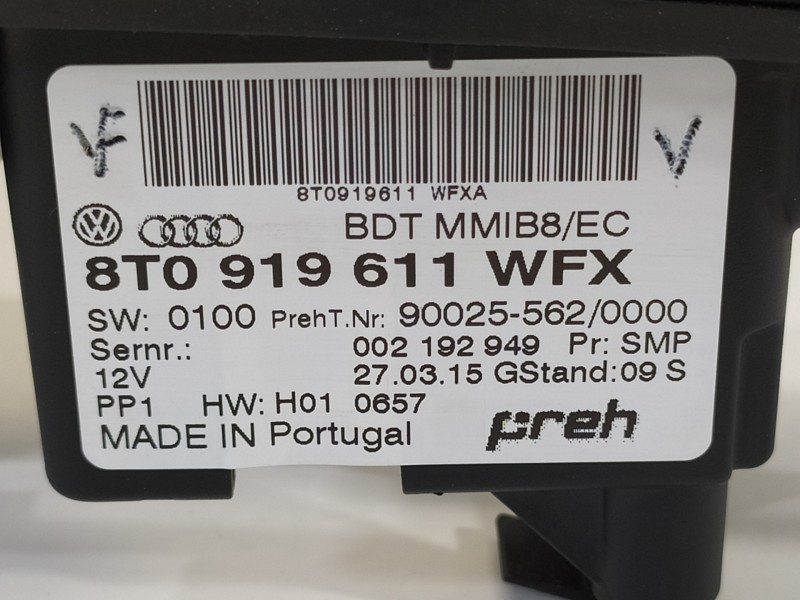 VF
V
8T0919611 WFXA
BDT MMIB8/EC
8T0 919 611 WFX
SW: 0100 PrehT.Nr: 90025-562/0000
Sernr.: 002 192 949 Pr: SMP
12V 27.03.15 GStand:09 S
PP1 HW: H01 0657
MADE IN Portugal preh